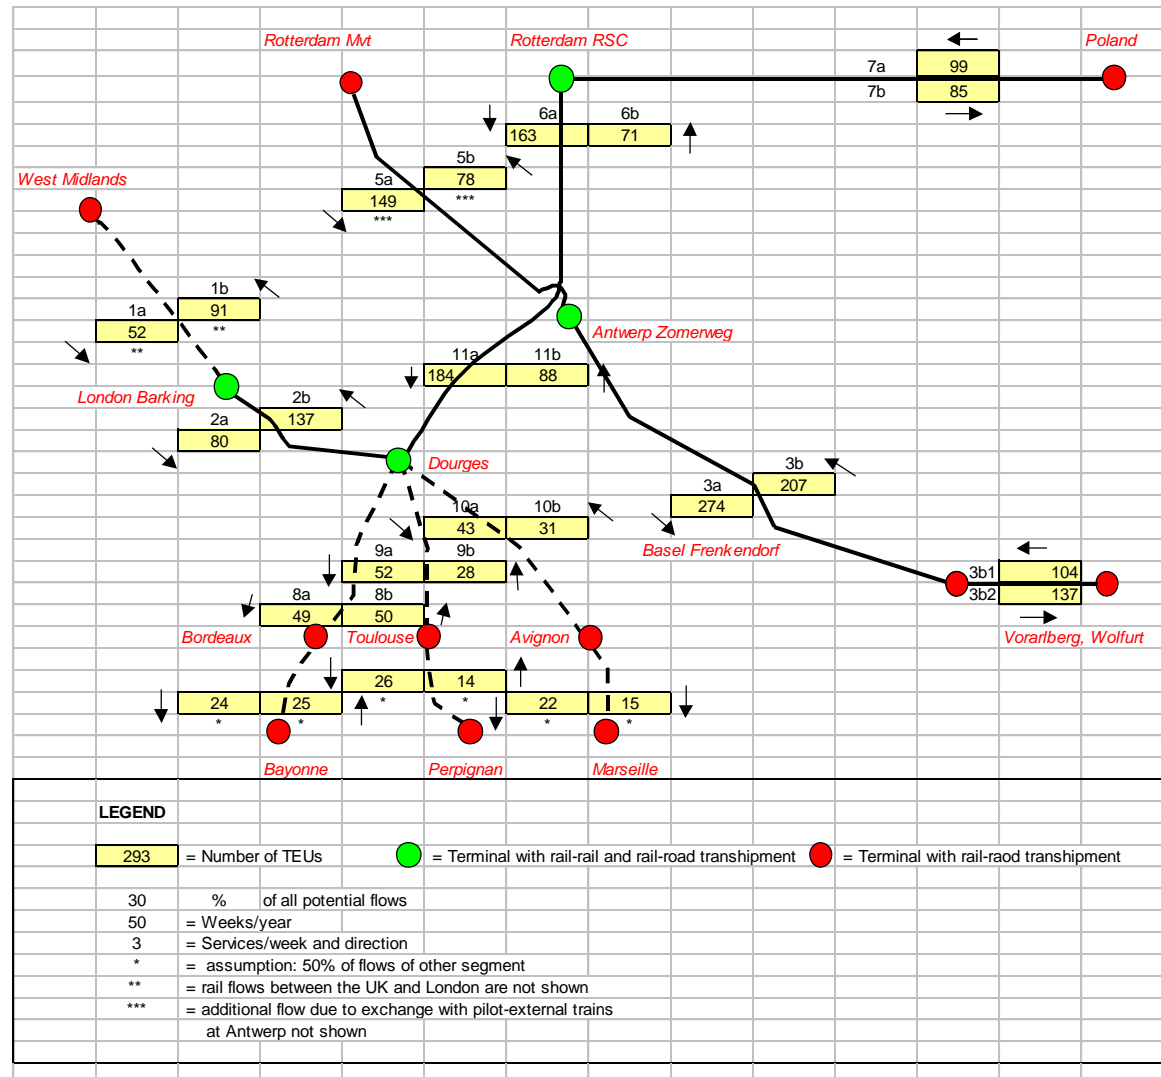 Rotterdam Mvt Rotterdam RSC Poland
7a 99
7b 85
6a 6b
163 71
5b
78
5a ***
149
***
West Midlands
1b
91
1a **
52
**
Antwerp Zomerweg
11a 11b
184 88
London Barking
2b
137
2a
80
Dourges
3b
207
3a
274
10a 10b
43 31
Basel Frenkendorf
9a 9b
52 28
3b1 104
3b2 137
8a 8b
49 50
Bordeaux Toulouse Avignon Vorarlberg, Wolfurt
26 14
* *
24 25 22 15
* * * *
Bayonne Perpignan Marseille
LEGEND
293 = Number of TEUs = Terminal with rail-rail and rail-road transhipment = Terminal with rail-raod transhipment
30 % of all potential flows
50 = Weeks/year
3 = Services/week and direction
* = assumption: 50% of flows of other segment
** = rail flows between the UK and London are not shown
*** = additional flow due to exchange with pilot-external trains
at Antwerp not shown